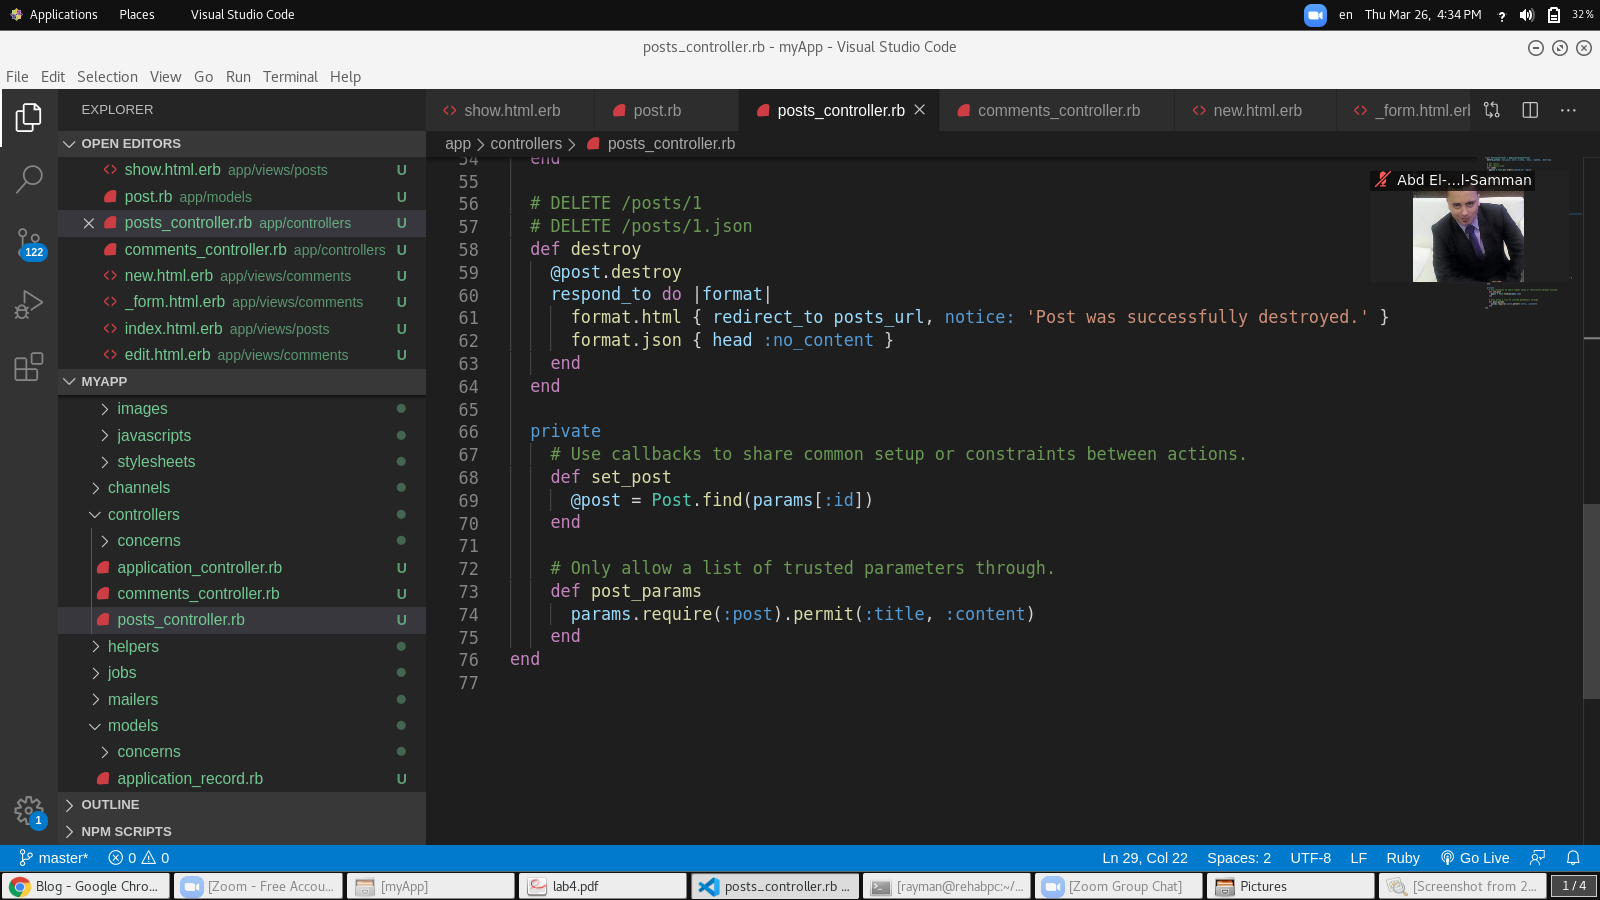 Applications Places Visual Studio Code en Thu Mar 26, 4:34 PM ? 32 %
posts_controller.rb - myApp - Visual Studio Code
File Edit Selection View Go Run Terminal Help
EXPLORER
OPEN EDITORS
show.html.erb app/views/posts U
post.rb app/models U
posts_controller.rb app/controllers U
comments_controller.rb app/controllers U
new.html.erb app/views/comments U
_form.html.erb app/views/comments U
index.html.erb app/views/posts U
edit.html.erb app/views/comments U
122
MYAPP
images
javascripts
stylesheets
channels
controllers
concerns
application_controller.rb U
comments_controller.rb U
posts_controller.rb U
helpers
jobs
mailers
models
concerns
application_record.rb U
OUTLINE
NPM SCRIPTS
1
show.html.erb post.rb posts_controller.rb comments_controller.rb new.html.erb _form.html.erl
app > controllers > posts_controller.rb
54 end
55
56 # DELETE /posts/1
57 # DELETE /posts/1.json
58 def destroy
59 @post.destroy
60 respond_to do |format|
61 format.html { redirect_to posts_url, notice: 'Post was successfully destroyed.' }
62 format.json { head :no_content }
63 end
64 end
65
66 private
67 # Use callbacks to share common setup or constraints between actions.
68 def set_post
69 @post = Post.find(params[:id])
70 end
71
72 # Only allow a list of trusted parameters through.
73 def post_params
74 params.require(:post).permit(:title, :content)
75 end
76 end
77
Abd El-...l-Samman
master* 0 0 Ln 29, Col 22 Spaces: 2 UTF-8 LF Ruby Go Live
Blog - Google Chro... [Zoom - Free Accou... [myApp] lab4.pdf posts_controller.rb ... [rayman@rehabpc:~/... [Zoom Group Chat] Pictures [Screenshot from 2... 1 / 4